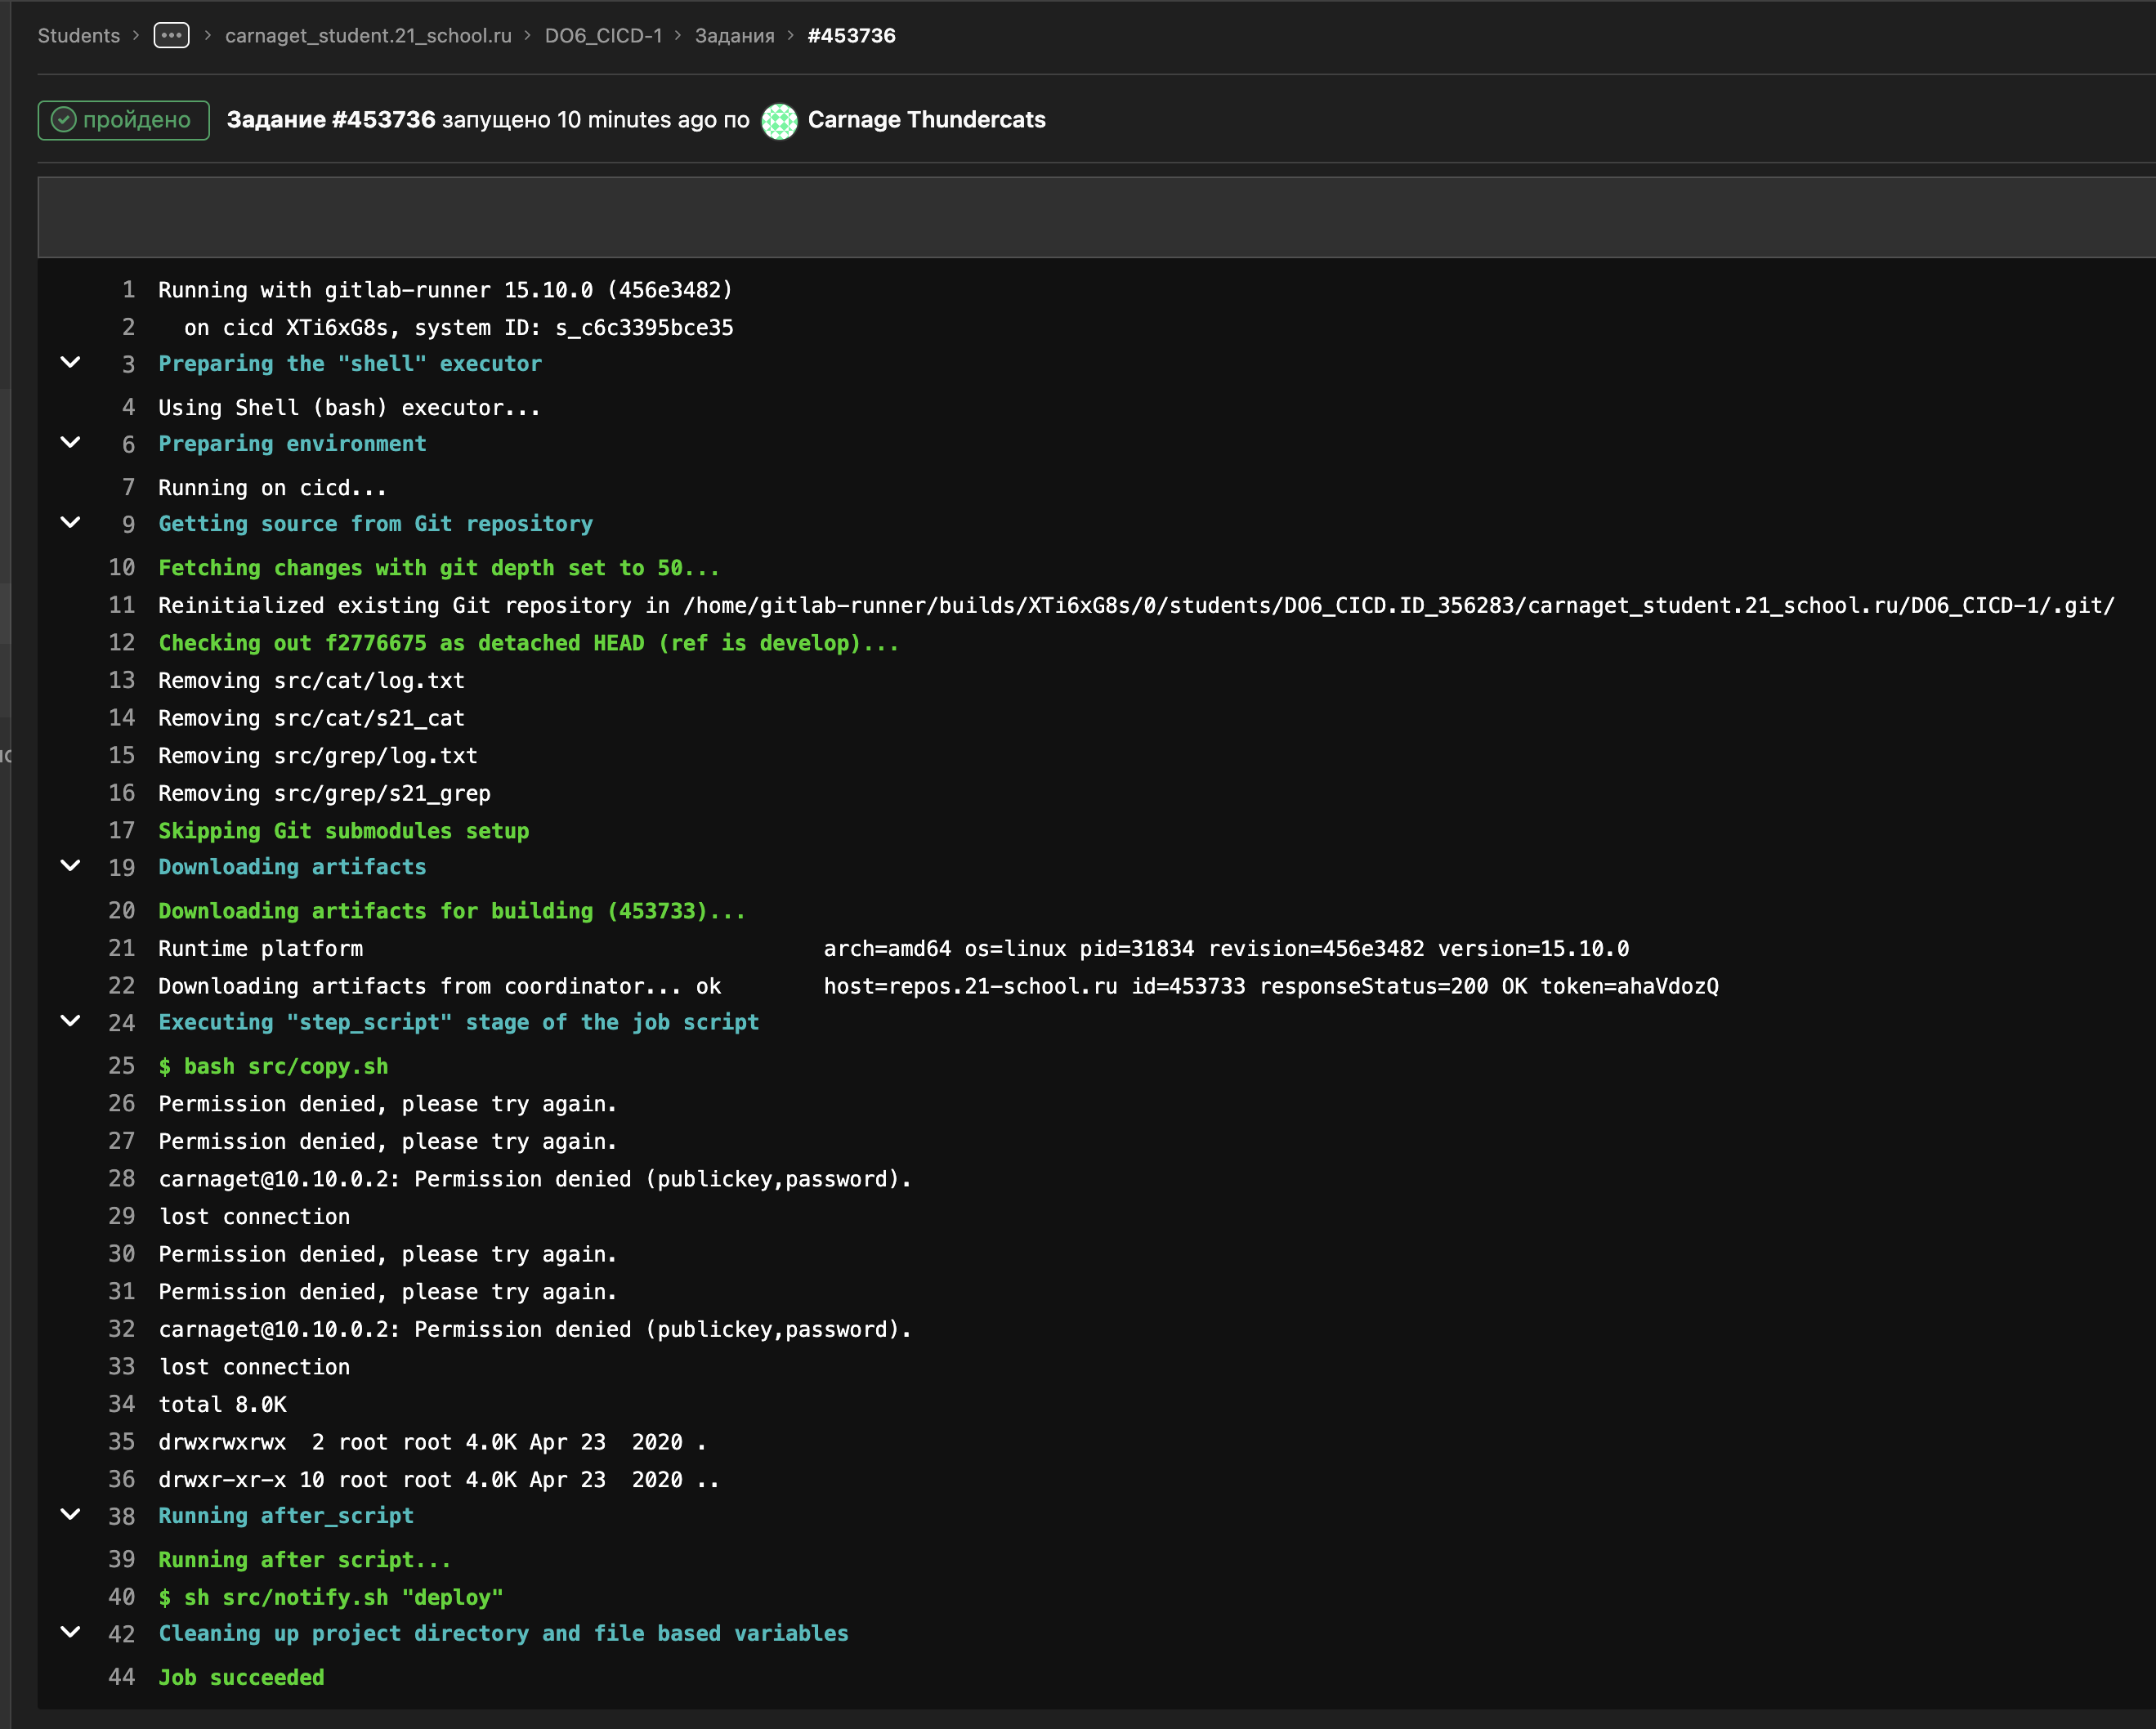 Students > ••• > carnaget_student.21_school.ru > DO6_CICD-1 > Задания > #453736
пройдено Задание #453736 запущено 10 minutes ago по Carnage Thundercats
1 Running with gitlab-runner 15.10.0 (456e3482)
2 on cicd XTi6xG8s, system ID: s_c6c3395bce35
3 Preparing the "shell" executor
4 Using Shell (bash) executor...
6 Preparing environment
7 Running on cicd...
9 Getting source from Git repository
10 Fetching changes with git depth set to 50...
11 Reinitialized existing Git repository in /home/gitlab-runner/builds/XTi6xG8s/0/students/DO6_CICD.ID_356283/carnaget_student.21_school.ru/DO6_CICD-1/.git/
12 Checking out f2776675 as detached HEAD (ref is develop)...
13 Removing src/cat/log.txt
14 Removing src/cat/s21_cat
15 Removing src/grep/log.txt
16 Removing src/grep/s21_grep
17 Skipping Git submodules setup
19 Downloading artifacts
20 Downloading artifacts for building (453733)...
21 Runtime platform arch=amd64 os=linux pid=31834 revision=456e3482 version=15.10.0
22 Downloading artifacts from coordinator... ok host=repos.21-school.ru id=453733 responseStatus=200 OK token=ahaVdozQ
24 Executing "step_script" stage of the job script
25 $ bash src/copy.sh
26 Permission denied, please try again.
27 Permission denied, please try again.
28 carnaget@10.10.0.2: Permission denied (publickey,password).
29 lost connection
30 Permission denied, please try again.
31 Permission denied, please try again.
32 carnaget@10.10.0.2: Permission denied (publickey,password).
33 lost connection
34 total 8.0K
35 drwxrwxrwx 2 root root 4.0K Apr 23 2020 .
36 drwxr-xr-x 10 root root 4.0K Apr 23 2020 ..
38 Running after_script
39 Running after script...
40 $ sh src/notify.sh "deploy"
42 Cleaning up project directory and file based variables
44 Job succeeded